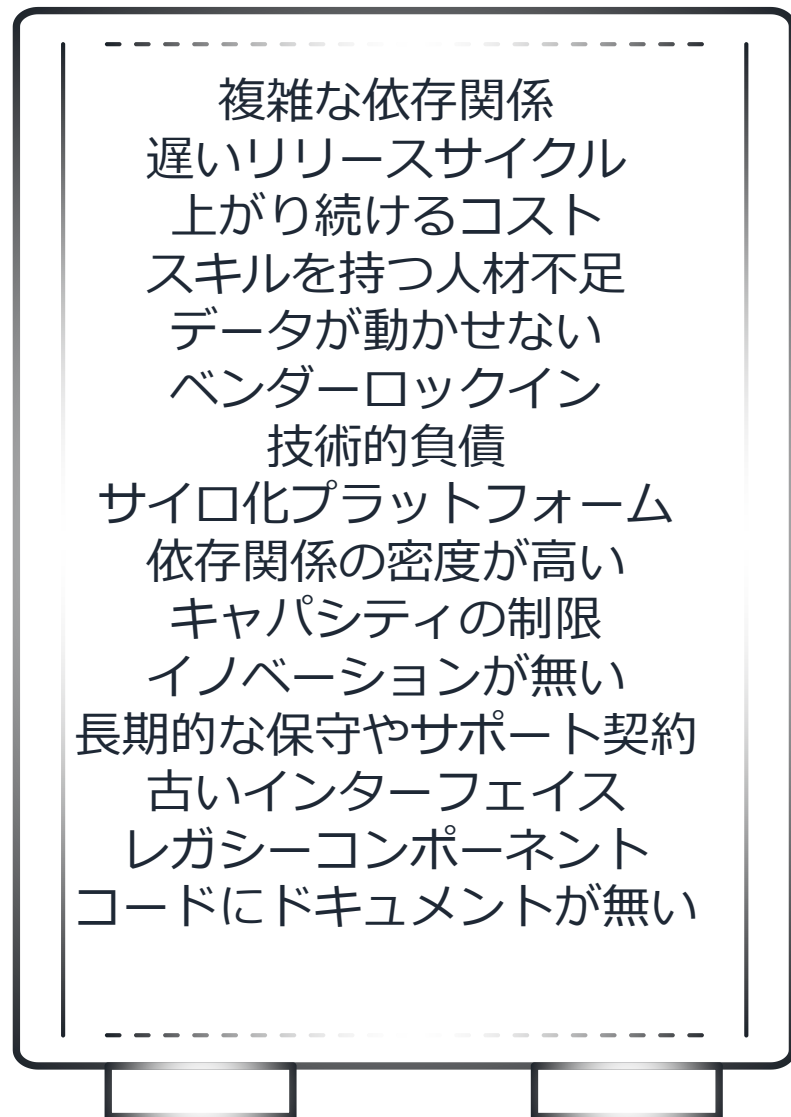 複雑な依存関係
遅いリリースサイクル
上がり続けるコスト
スキルを持つ人材不足
データが動かせない
ベンダーロックイン
技術的負債
サイロ化プラットフォーム
依存関係の密度が高い
キャパシティの制限
イノベーションが無い
長期的な保守やサポート契約
古いインターフェイス
レガシーコンポーネント
コードにドキュメントが無い